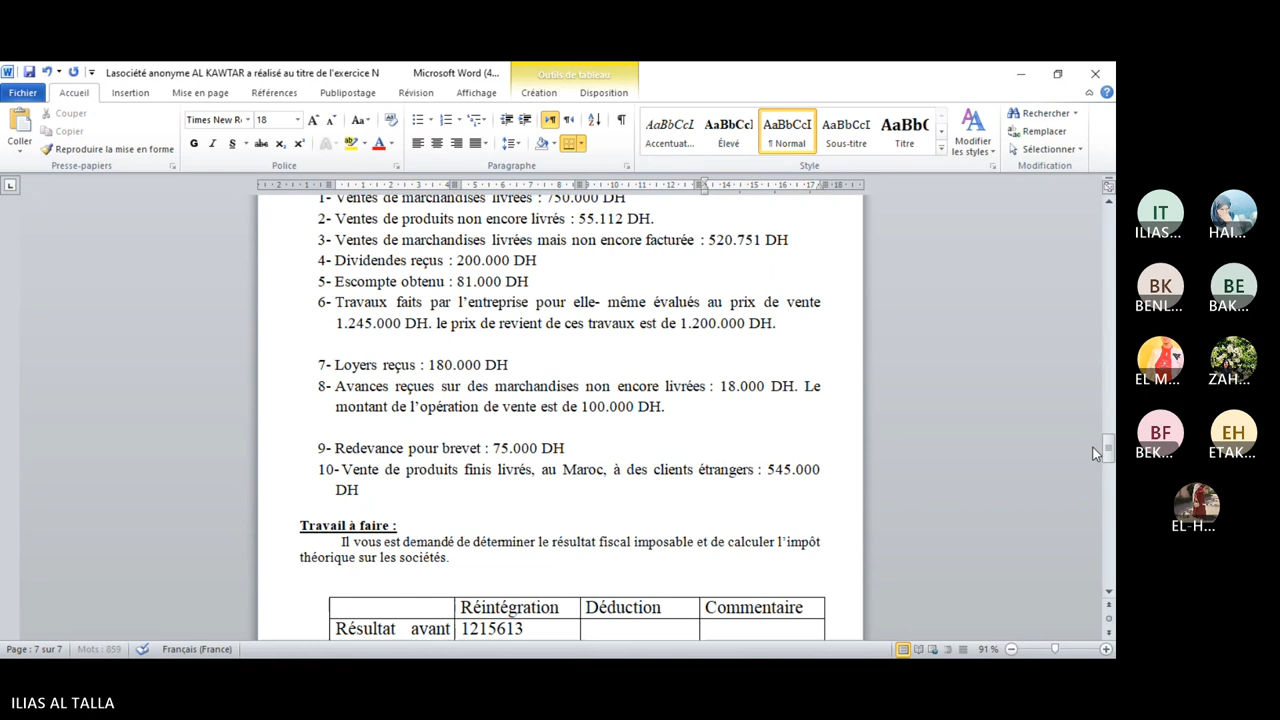 Lasociété anonyme AL KAWTAR a réalisé au titre de l'exercice N
Microsoft Word (4...
Outils de tableau
Fichier
Accueil
Insertion
Mise en page
Références
Publipostage
Révision
Affichage
Création
Disposition
Couper
Copier
Reproduire la mise en forme
Coller
Presse-papiers
Times New R
18
Police
Paragraphe
AaBbCcL
Accentuat...
AaBbCcI
Élevé
AaBbCcI
¶ Normal
AaBbCcI
Sous-titre
AaBbC
Titre
Style
Modifier
les styles
Rechercher
Remplacer
Sélectionner
Modification
1- Ventes de marchandises livrées : 750.000 DH
2- Ventes de produits non encore livrés : 55.112 DH.
3- Ventes de marchandises livrées mais non encore facturée : 520.751 DH
4- Dividendes reçus : 200.000 DH
5- Escompte obtenu : 81.000 DH
6- Travaux faits par l'entreprise pour elle- même évalués au prix de vente
1.245.000 DH. le prix de revient de ces travaux est de 1.200.000 DH.
7- Loyers reçus : 180.000 DH
8- Avances reçues sur des marchandises non encore livrées : 18.000 DH. Le
montant de l'opération de vente est de 100.000 DH.
9- Redevance pour brevet : 75.000 DH
10- Vente de produits finis livrés, au Maroc, à des clients étrangers : 545.000
DH
Travail à faire :
Il vous est demandé de déterminer le résultat fiscal imposable et de calculer l'impôt
théorique sur les sociétés.
Réintégration Déduction Commentaire
Résultat avant 1215613
Page : 7 sur 7
Mots : 859
Français (France)
91 %
IT
ILIAS...
HAI...
BK
BENL...
BE
BAK...
EL M...
ZAH...
BF
BEK...
EH
ETAK...
EL-H...
ILIAS AL TALLA